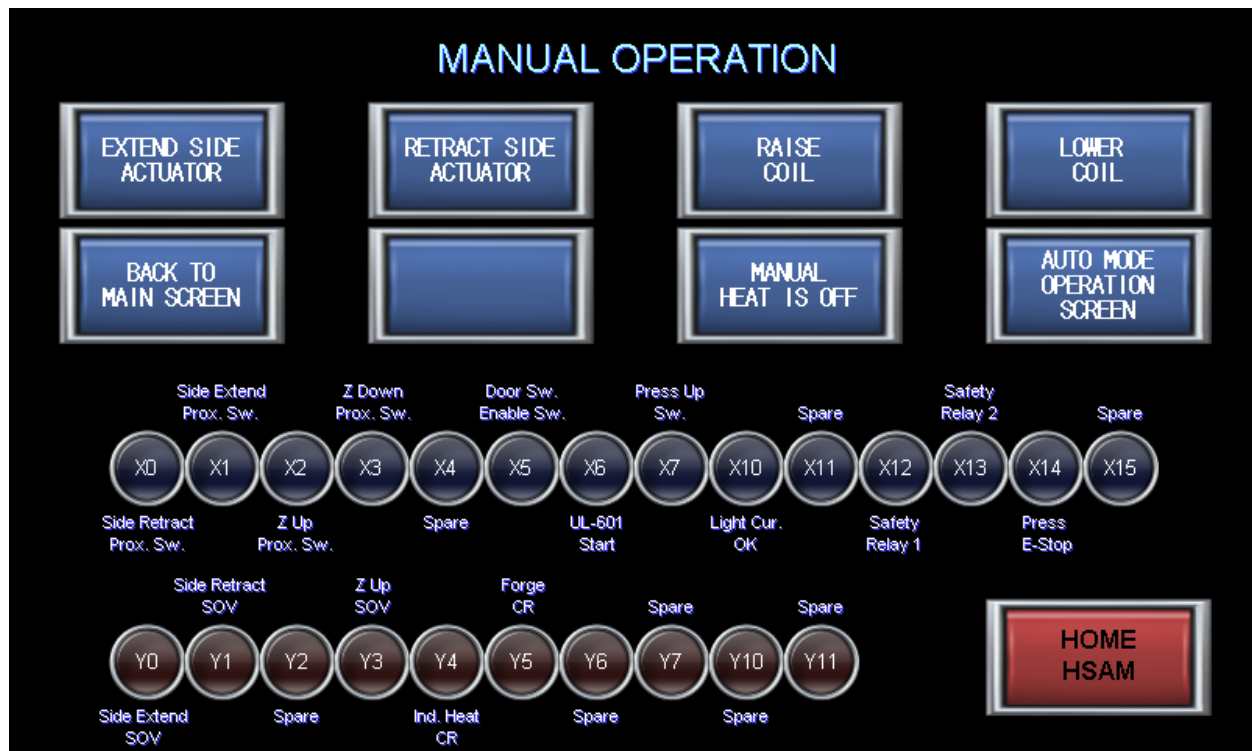 MANUAL OPERATION
EXTEND SIDE
ACTUATOR
RETRACT SIDE
ACTUATOR
RAISE
COIL
LOWER
COIL
BACK TO
MAIN SCREEN
MANUAL
HEAT IS OFF
AUTO MODE
OPERATION
SCREEN
Side Extend
Prox. Sw.
Z Down
Prox. Sw.
Door Sw.
Enable Sw.
Press Up
Sw.
Spare
Safety
Relay 2
Spare
X0 X1 X2 X3 X4 X5 X6 X7 X10 X11 X12 X13 X14 X15
Side Retract
Prox. Sw.
Z Up
Prox. Sw.
Spare
UL-601
Start
Light Cur.
OK
Safety
Relay 1
Press
E-Stop
Side Retract
SOV
Z Up
SOV
Forge
CR
Spare
Spare
Y0 Y1 Y2 Y3 Y4 Y5 Y6 Y7 Y10 Y11
Side Extend
SOV
Spare
Ind. Heat
CR
Spare
Spare
HOME
HSAM